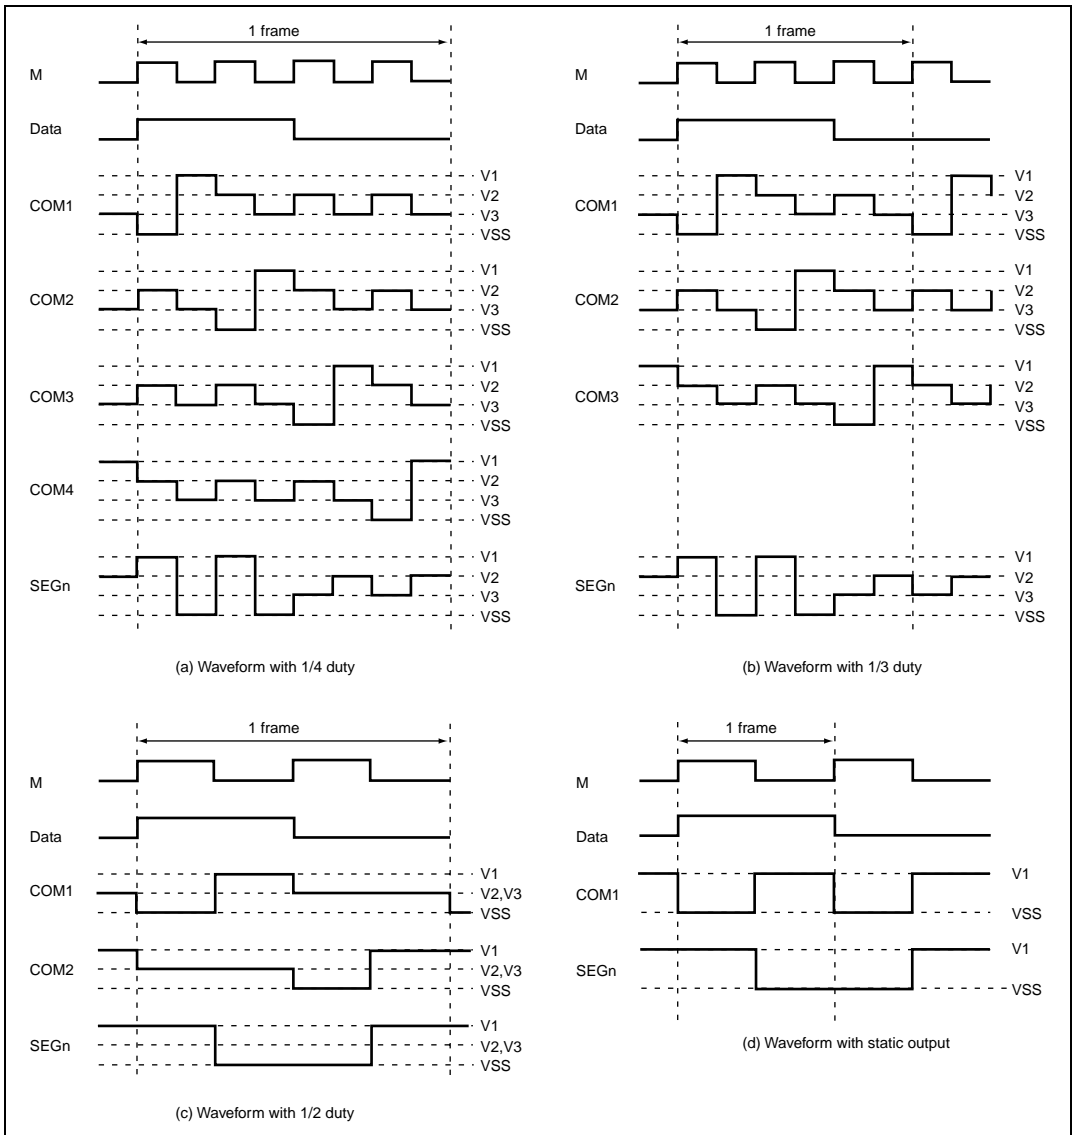 1 frame
M
Data
COM1
V1
V2
V3
VSS
COM2
V1
V2
V3
VSS
COM3
V1
V2
V3
VSS
COM4
V1
V2
V3
VSS
SEGn
V1
V2
V3
VSS
(a) Waveform with 1/4 duty
1 frame
M
Data
COM1
V1
V2
V3
VSS
COM2
V1
V2
V3
VSS
COM3
V1
V2
V3
VSS
SEGn
V1
V2
V3
VSS
(b) Waveform with 1/3 duty
1 frame
M
Data
COM1
V1
V2,V3
VSS
COM2
V1
V2,V3
VSS
SEGn
V1
V2,V3
VSS
(c) Waveform with 1/2 duty
1 frame
M
Data
COM1
V1
VSS
SEGn
V1
VSS
(d) Waveform with static output